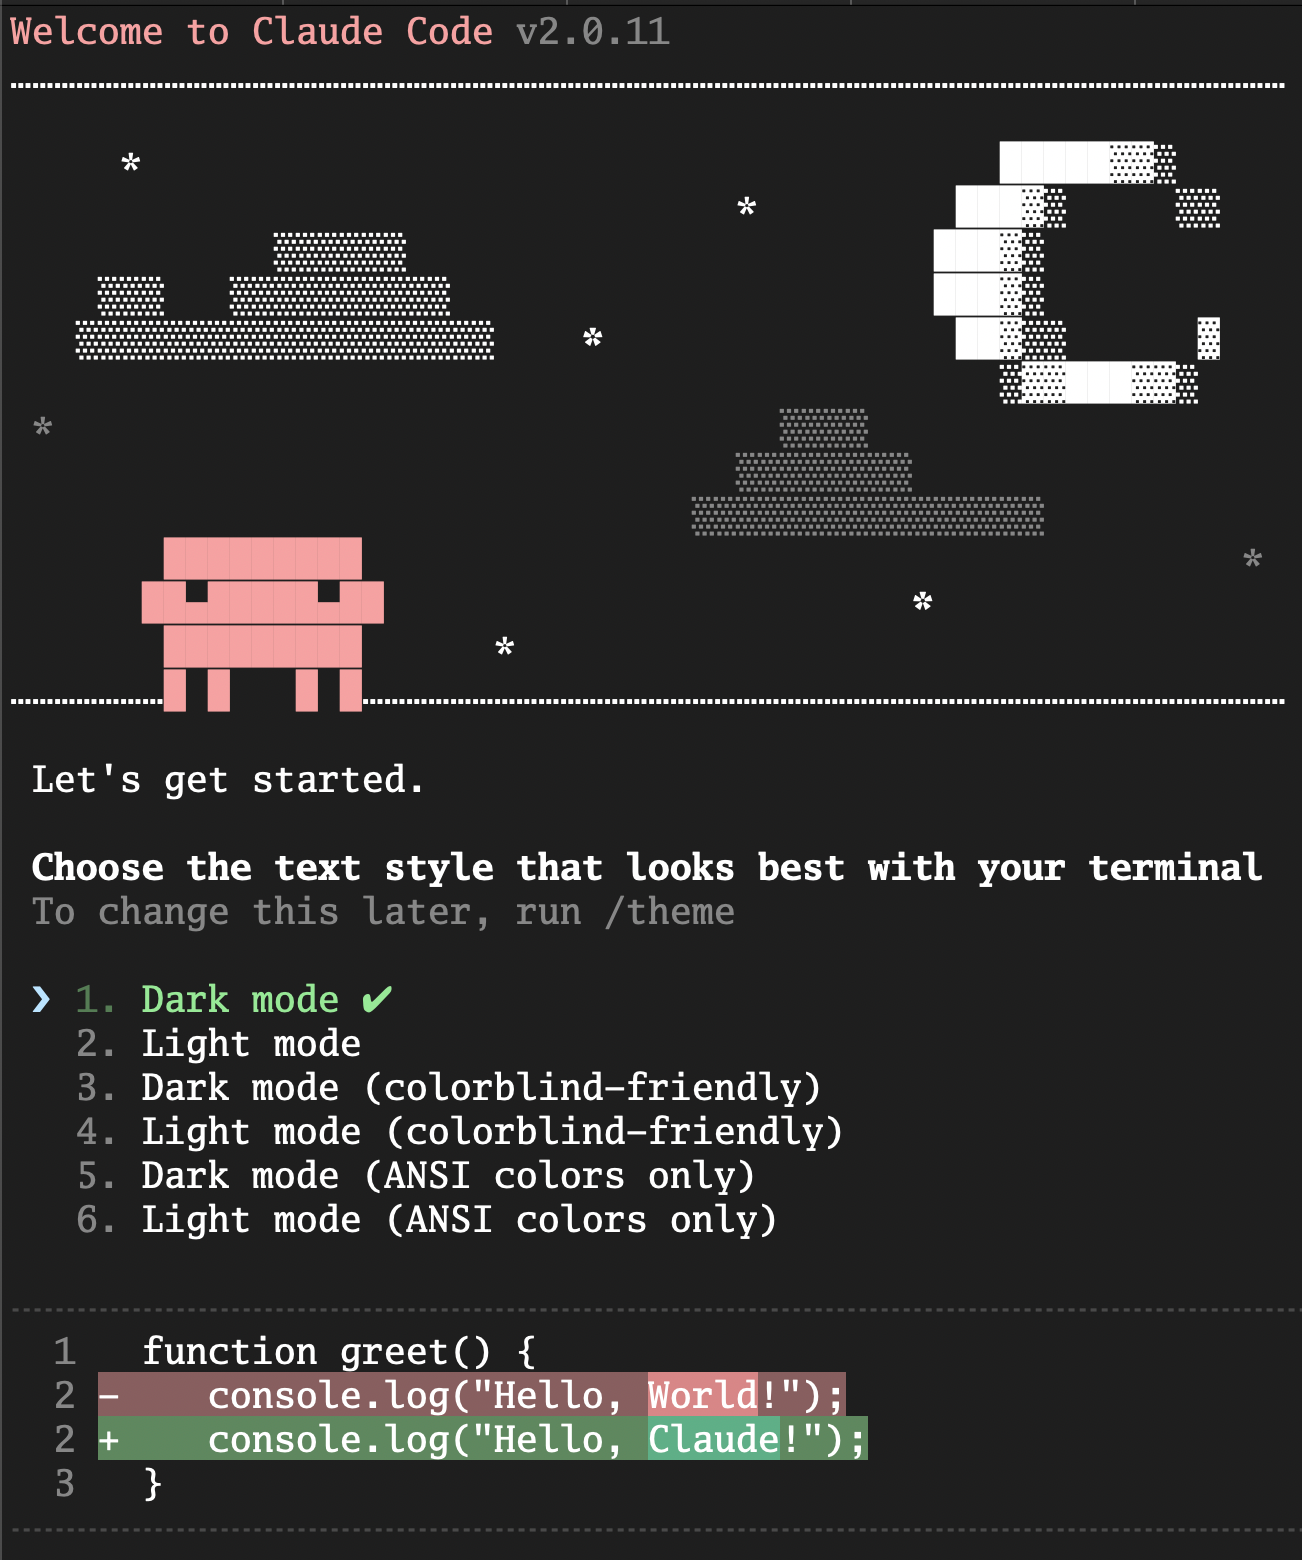 Welcome to Claude Code v2.0.11
*
*
*
*
*
*
*
Let's get started.
Choose the text style that looks best with your terminal
To change this later, run /theme
❯ 1. Dark mode ✔
2. Light mode
3. Dark mode (colorblind-friendly)
4. Light mode (colorblind-friendly)
5. Dark mode (ANSI colors only)
6. Light mode (ANSI colors only)
1 function greet() {
2 - console.log("Hello, World!");
2 + console.log("Hello, Claude!");
3 }